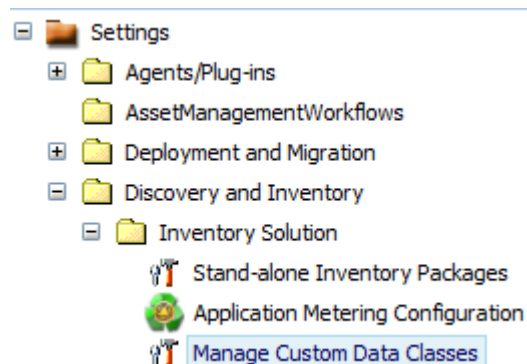 Settings
Agents/Plug-ins
AssetManagementWorkflows
Deployment and Migration
Discovery and Inventory
Inventory Solution
Stand-alone Inventory Packages
Application Metering Configuration
Manage Custom Data Classes